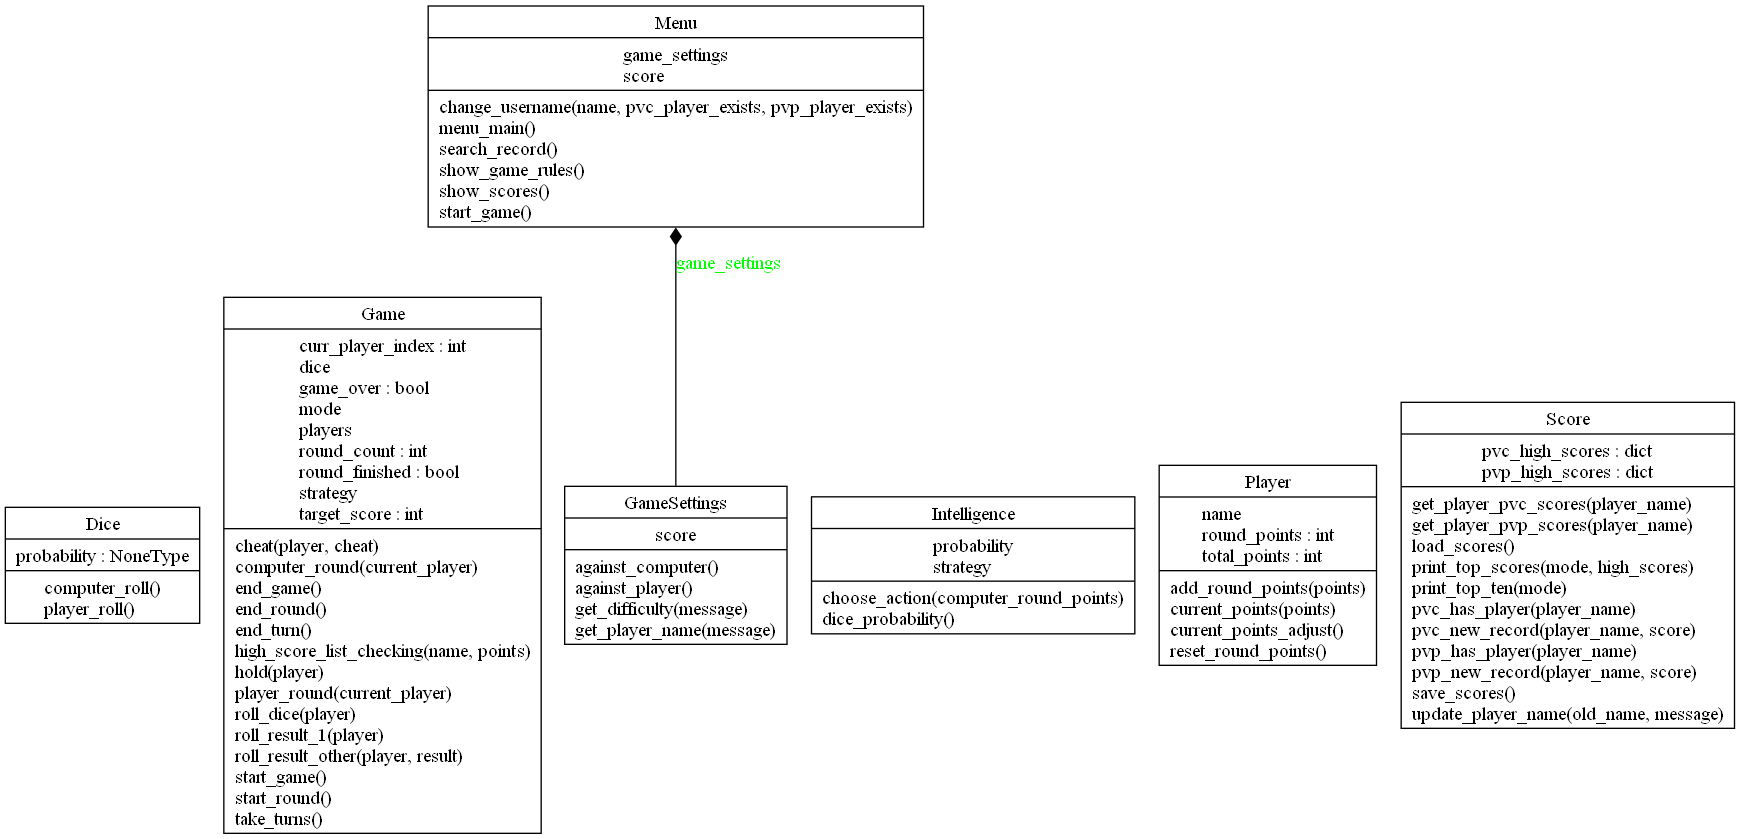 Menu
game_settings
score
change_username(name, pvc_player_exists, pvp_player_exists)
menu_main()
search_record()
show_game_rules()
show_scores()
start_game()
game_settings
Dice
probability : NoneType
computer_roll()
player_roll()
Game
curr_player_index : int
dice
game_over : bool
mode
players
round_count : int
round_finished : bool
strategy
target_score : int
cheat(player, cheat)
computer_round(current_player)
end_game()
end_round()
end_turn()
high_score_list_checking(name, points)
hold(player)
player_round(current_player)
roll_dice(player)
roll_result_1(player)
roll_result_other(player, result)
start_game()
start_round()
take_turns()
GameSettings
score
against_computer()
against_player()
get_difficulty(message)
get_player_name(message)
Intelligence
probability
strategy
choose_action(computer_round_points)
dice_probability()
Player
name
round_points : int
total_points : int
add_round_points(points)
current_points(points)
current_points_adjust()
reset_round_points()
Score
pvc_high_scores : dict
pvp_high_scores : dict
get_player_pvc_scores(player_name)
get_player_pvp_scores(player_name)
load_scores()
print_top_scores(mode, high_scores)
print_top_ten(mode)
pvc_has_player(player_name)
pvc_new_record(player_name, score)
pvp_has_player(player_name)
pvp_new_record(player_name, score)
save_scores()
update_player_name(old_name, message)